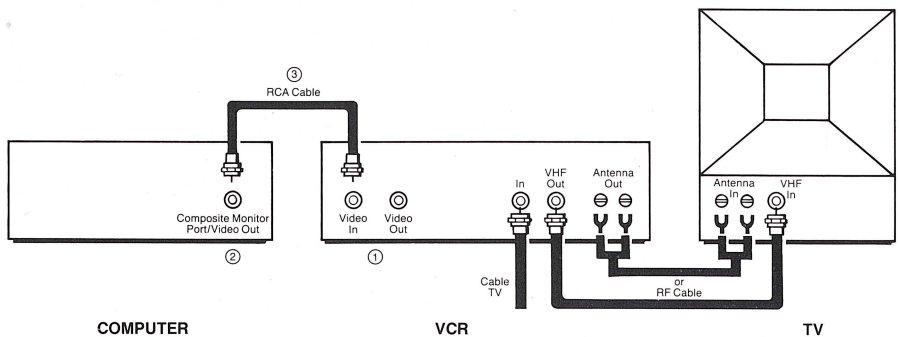 ③
RCA Cable
Composite Monitor
Port/Video Out
②
Video
In
Video
Out
①
In
VHF
Out
Antenna
Out
Cable
TV
or
RF Cable
Antenna
In
VHF
In
COMPUTER
VCR
TV